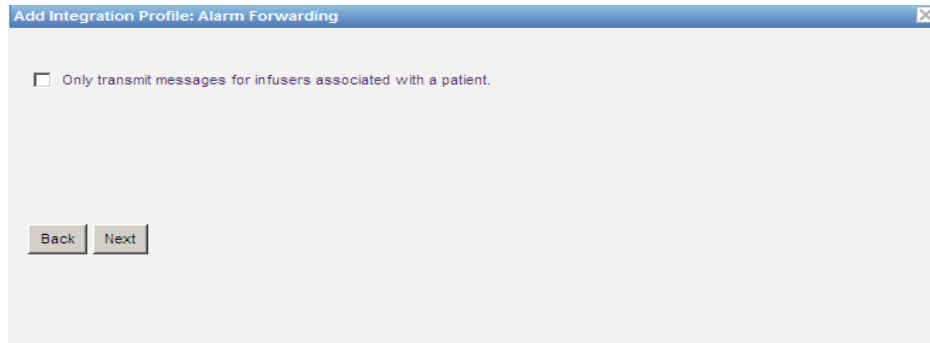 Add Integration Profile: Alarm Forwarding
Only transmit messages for infusers associated with a patient.
Back Next